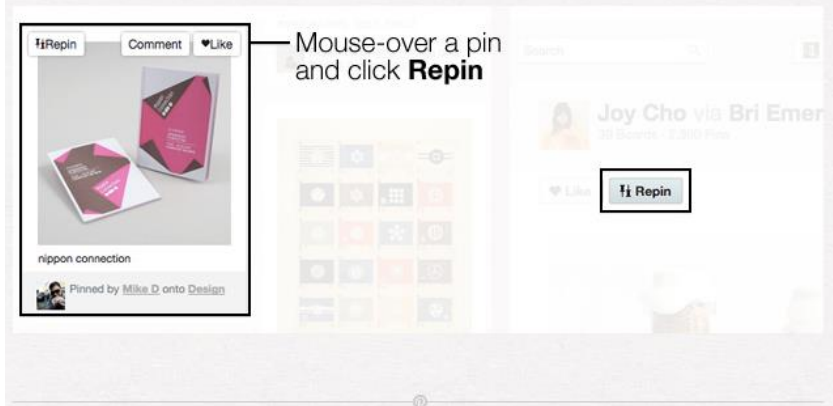 Repin Comment Like
Mouse-over a pin
and click Repin
Search
Joy Cho via Bri Emer
Like Repin
nippon connection
Pinned by Mike D onto Design